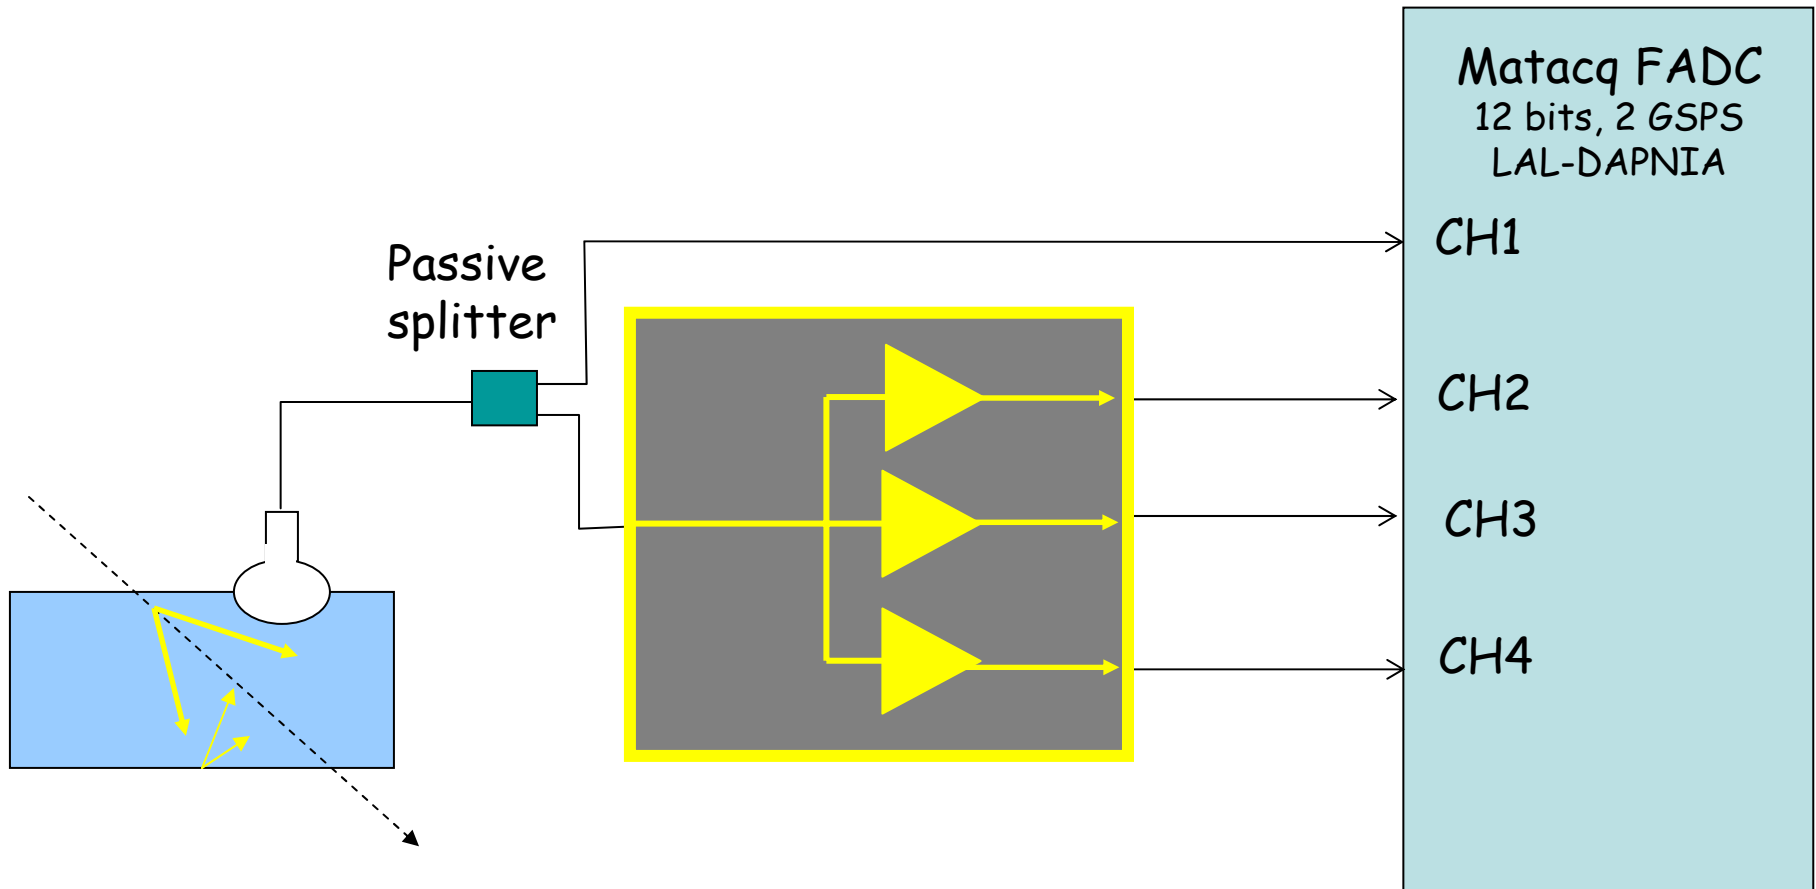 Matacq FADC
12 bits, 2 GSPS
LAL-DAPNIA
CH1
Passive
splitter
CH2
CH3
CH4